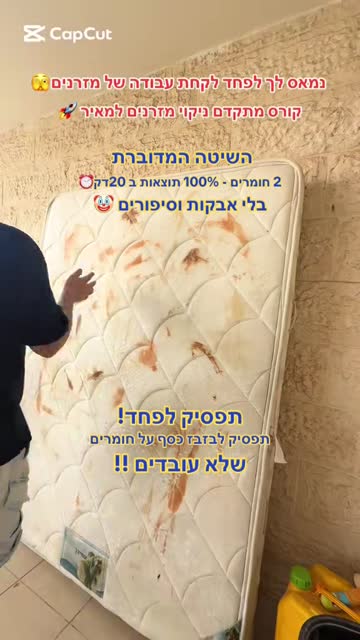 CapCut
נמאס לך לפחד לקחת עבודה של מזרנים🫣
קורס מתקדם ניקוי מזרנים למאיר 🚀
השיטה המדוברת
2 חומרים - 100% תוצאות ב 20דק⏰
בלי אבקות וסיפורים 🤡
תפסיק לפחד!
תפסיק לבזבז כסף על חומרים
שלא עובדים !!
CapCut